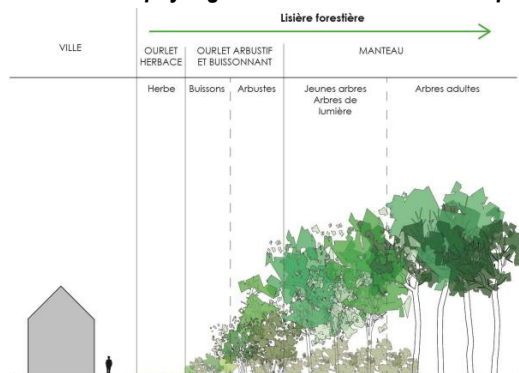 Lisière forestière
VILLE
OURLET
HERBACE
OURLET ARBUSTIF
ET BUISSONNANT
MANTEAU
Herbe
Buissons
Arbustes
Jeunes arbres
Arbres de
lumière
Arbres adultes